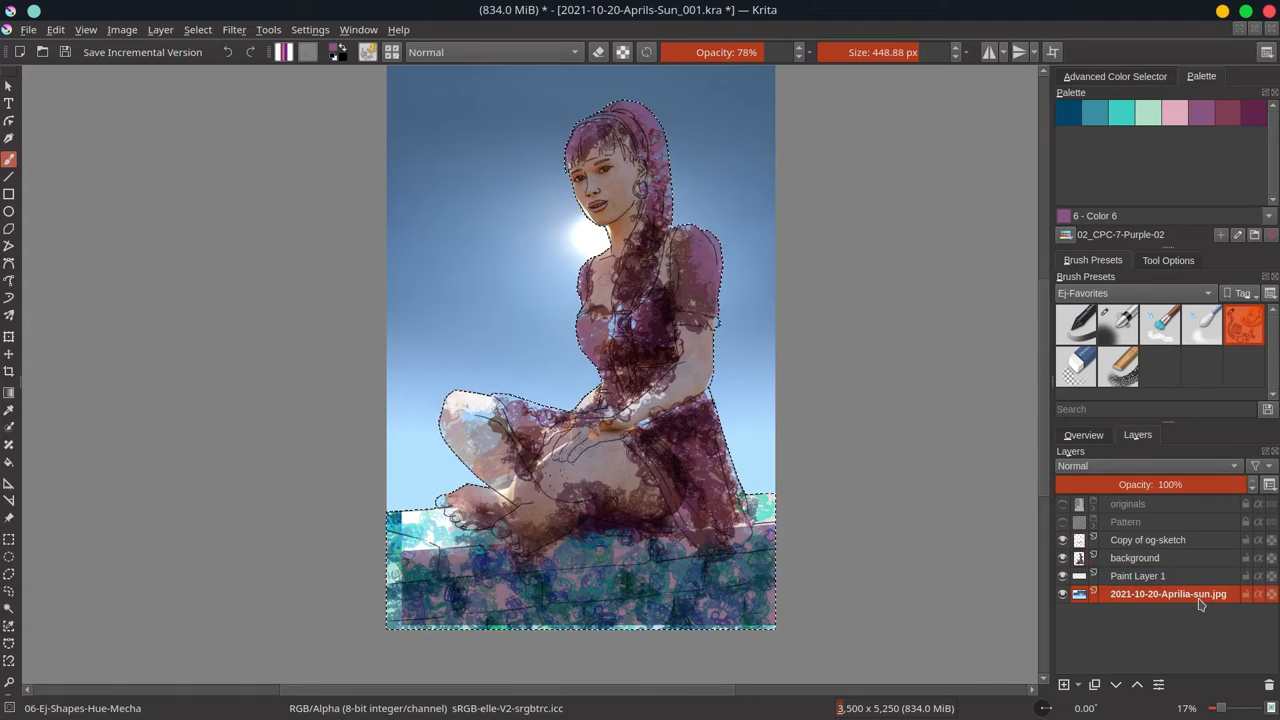 (834.0 MiB) * - [2021-10-20-Aprils-Sun_001.kra *] — Krita
File Edit View Image Layer Select Filter Tools Settings Window Help
Save Incremental Version
Normal
Opacity: 78%
Size: 448.88 px
Advanced Color Selector
Palette
Palette
6 - Color 6
02_CPC-7-Purple-02
Brush Presets
Tool Options
Brush Presets
Ej-Favorites
Tag
Search
Overview
Layers
Layers
Normal
Opacity: 100%
originals
Pattern
Copy of og-sketch
background
Paint Layer 1
2021-10-20-Aprilia-sun.jpg
06-Ej-Shapes-Hue-Mecha
RGB/Alpha (8-bit integer/channel) sRGB-elle-V2-srgbtrc.icc
3,500 x 5,250 (834.0 MiB)
0.00°
17%